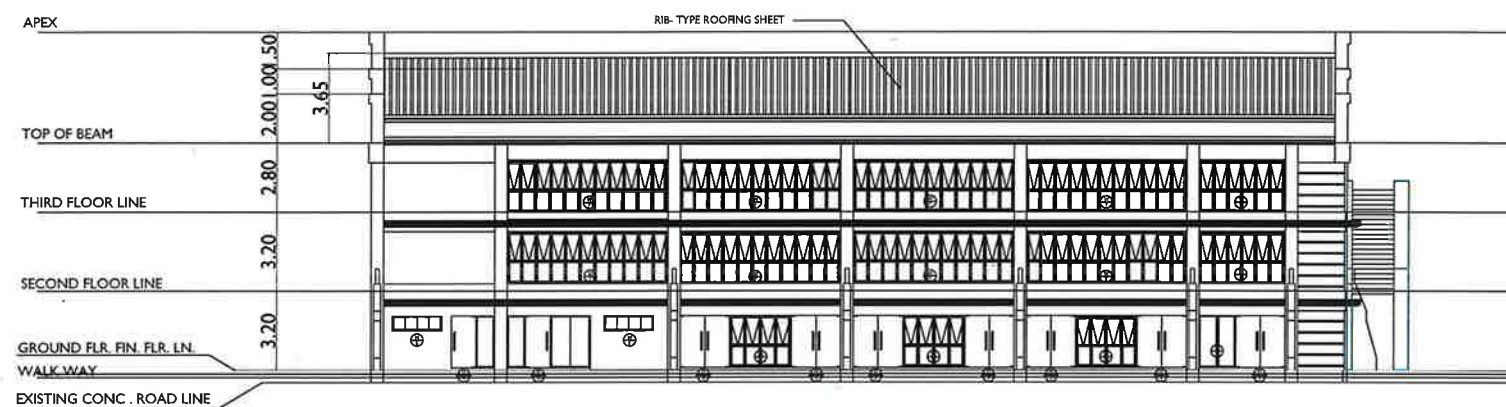 APEX
RIB- TYPE ROOFING SHEET
1.50
1.00
2.00
3.65
TOP OF BEAM
2.80
THIRD FLOOR LINE
3.20
SECOND FLOOR LINE
3.20
GROUND FLR. FIN. FLR. LN.
WALK WAY
EXISTING CONC . ROAD LINE